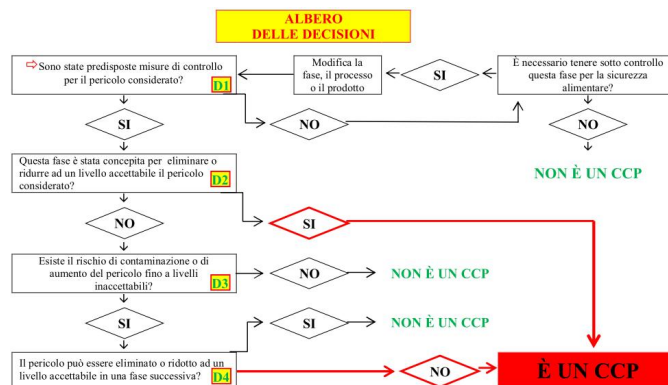 ALBERO
DELLE DECISIONI
⇨Sono state predisposte misure di controllo
per il pericolo considerato?
D1
Modifica la
fase, il processo
o il prodotto
SI
È necessario tenere sotto controllo
questa fase per la sicurezza
alimentare?
SI
NO
NO
NON È UN CCP
Questa fase è stata concepita per eliminare o
ridurre ad un livello accettabile il pericolo
considerato?
D2
NO
SI
Esiste il rischio di contaminazione o di
aumento del pericolo fino a livelli
inaccettabili?
D3
NO
NON È UN CCP
SI
SI
NON È UN CCP
Il pericolo può essere eliminato o ridotto ad un
livello accettabile in una fase successiva?
D4
NO
È UN CCP